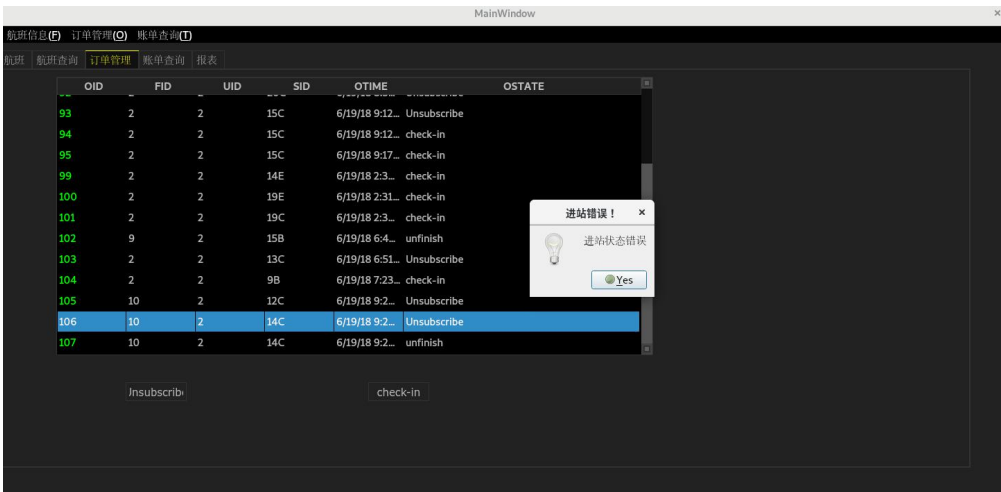 MainWindow ×
航班信息(F) 订单管理(O) 账单查询(T)
航班 航班查询 订单管理 账单查询 报表
OID FID UID SID OTIME OSTATE
93 2 2 15C 6/19/18 9:12... Unsubscribe
94 2 2 15C 6/19/18 9:12... check-in
95 2 2 15C 6/19/18 9:17... check-in
99 2 2 14E 6/19/18 2:3... check-in
100 2 2 19E 6/19/18 2:31... check-in
101 2 2 19C 6/19/18 2:3... check-in
102 9 2 15B 6/19/18 6:4... unfinish
103 2 2 13C 6/19/18 6:51... Unsubscribe
104 2 2 9B 6/19/18 7:23... check-in
105 10 2 12C 6/19/18 9:2... Unsubscribe
106 10 2 14C 6/19/18 9:2... Unsubscribe
107 10 2 14C 6/19/18 9:2... unfinish
进站错误! ×
进站状态错误
Yes
Unsubscrib check-in